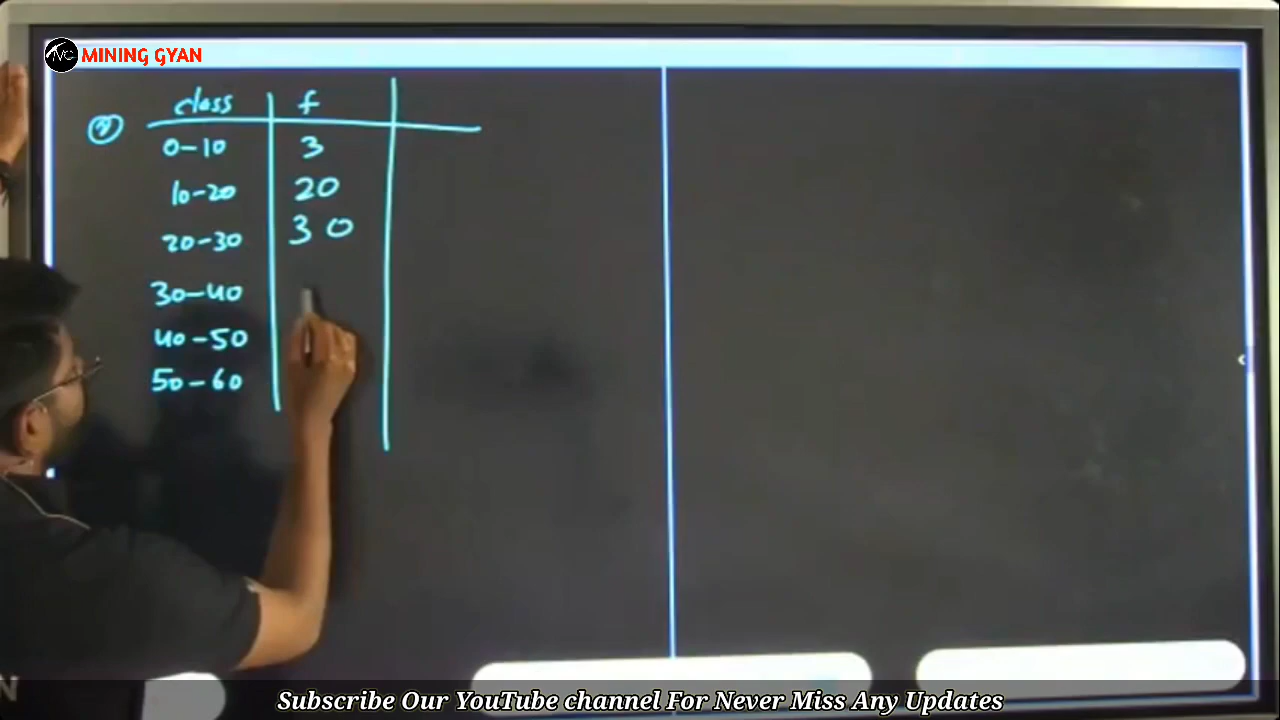 MINING GYAN
class f
0-10 3
10-20 20
20-30 30
30-40
40-50
50-60
Subscribe Our YouTube channel For Never Miss Any Updates